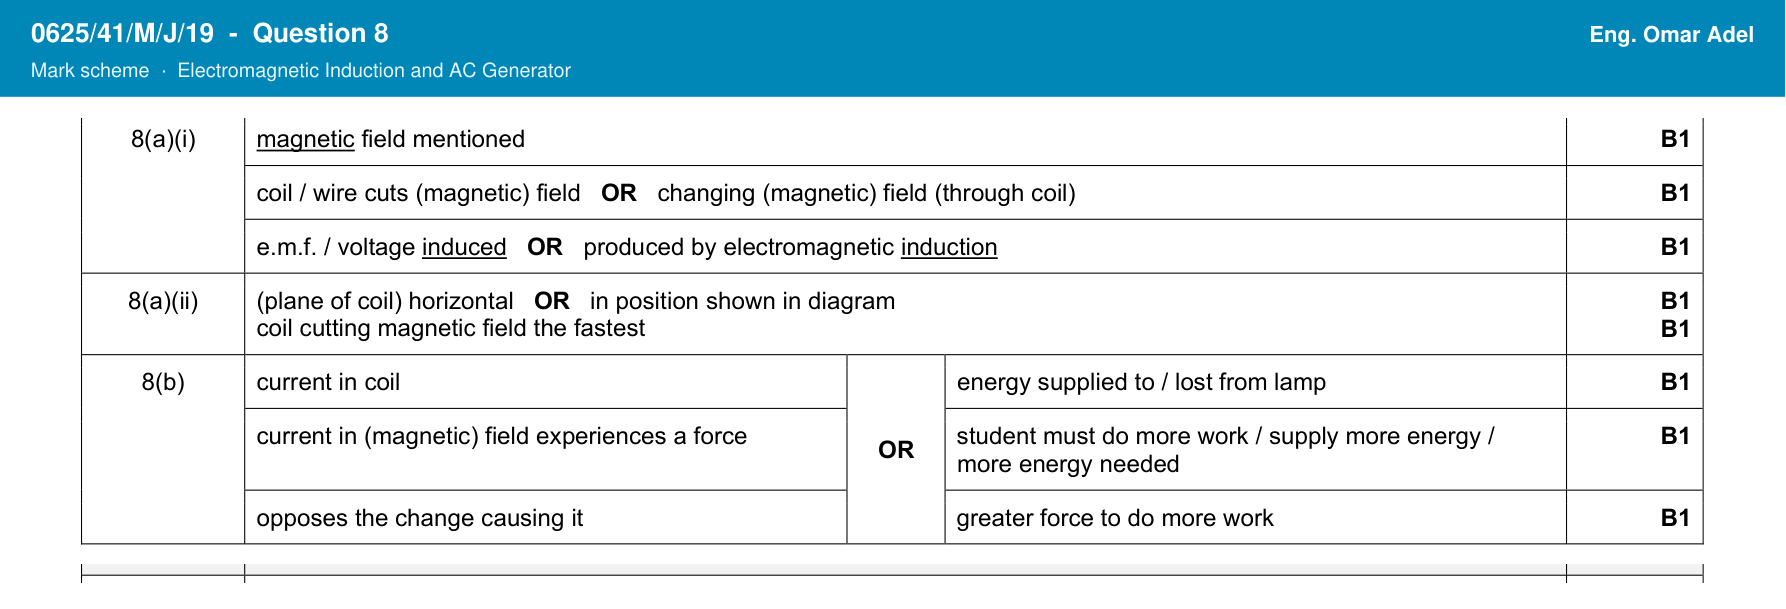 0625/41/M/J/19 - Question 8
Eng. Omar Adel
Mark scheme · Electromagnetic Induction and AC Generator
8(a)(i) magnetic field mentioned B1
coil / wire cuts (magnetic) field OR changing (magnetic) field (through coil) B1
e.m.f. / voltage induced OR produced by electromagnetic induction B1
8(a)(ii) (plane of coil) horizontal OR in position shown in diagram B1
coil cutting magnetic field the fastest B1
8(b) current in coil energy supplied to / lost from lamp B1
current in (magnetic) field experiences a force student must do more work / supply more energy / B1
OR
more energy needed
opposes the change causing it greater force to do more work B1